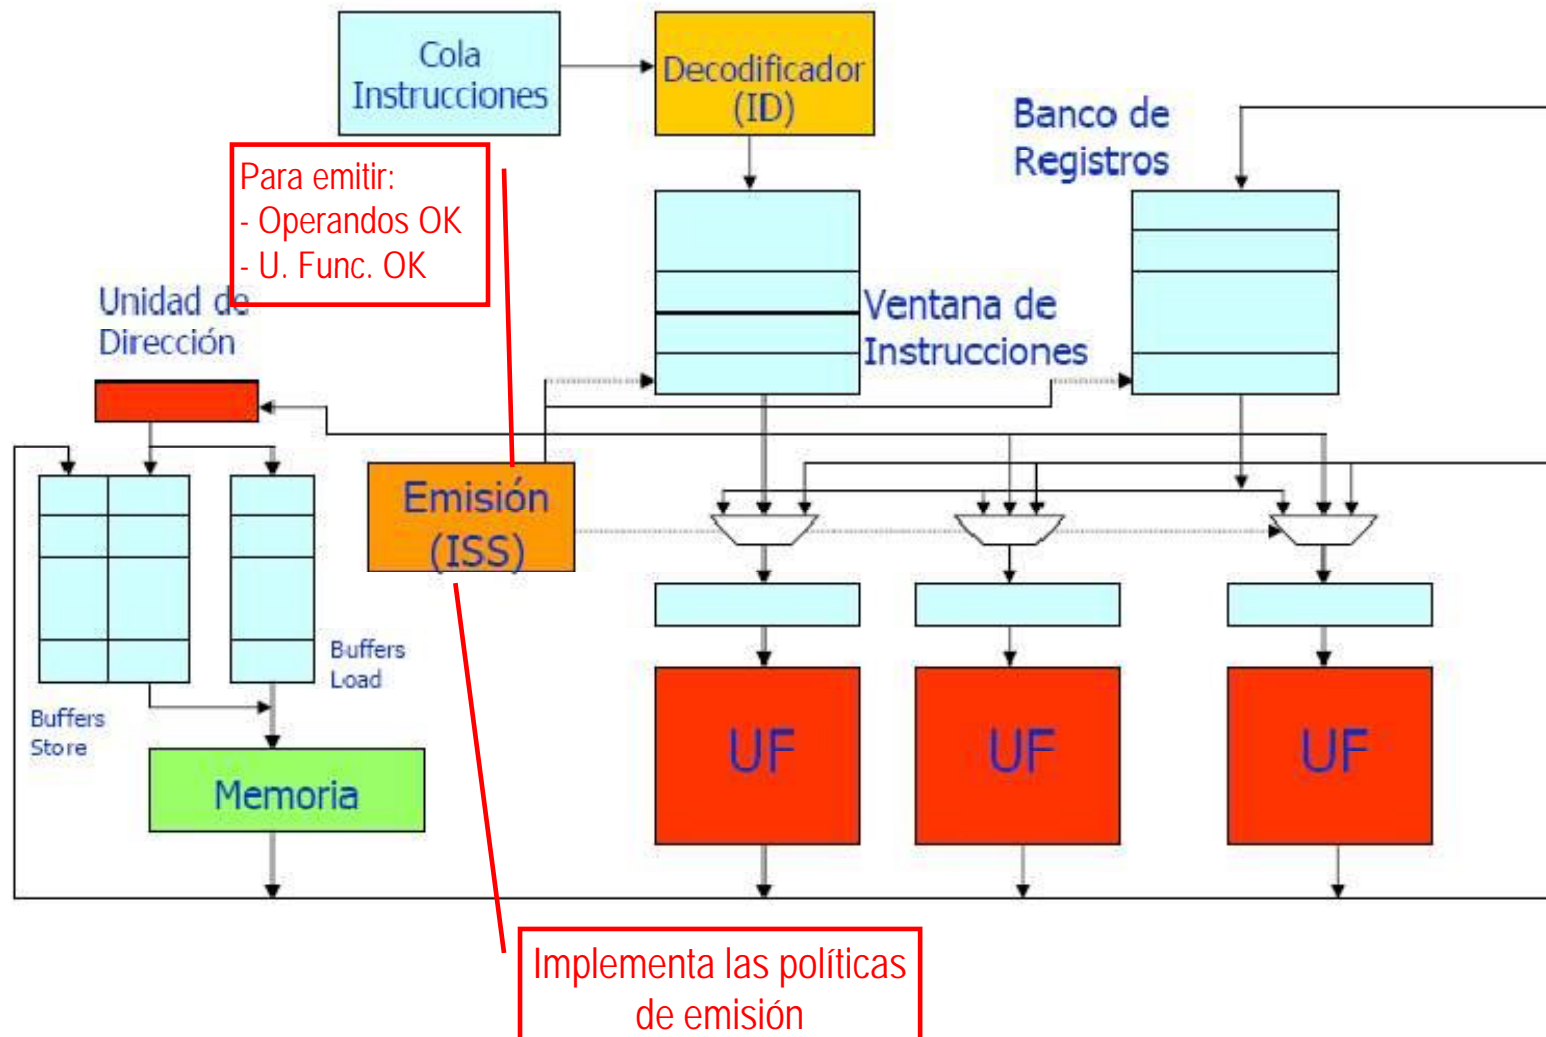 Cola
Instrucciones
Decodificador
(ID)
Banco de
Registros
Para emitir:
- Operandos OK
- U. Func. OK
Unidad de
Dirección
Ventana de
Instrucciones
Emisión
(ISS)
Buffers
Load
Buffers
Store
Memoria
UF
UF
UF
Implementa las políticas
de emisión